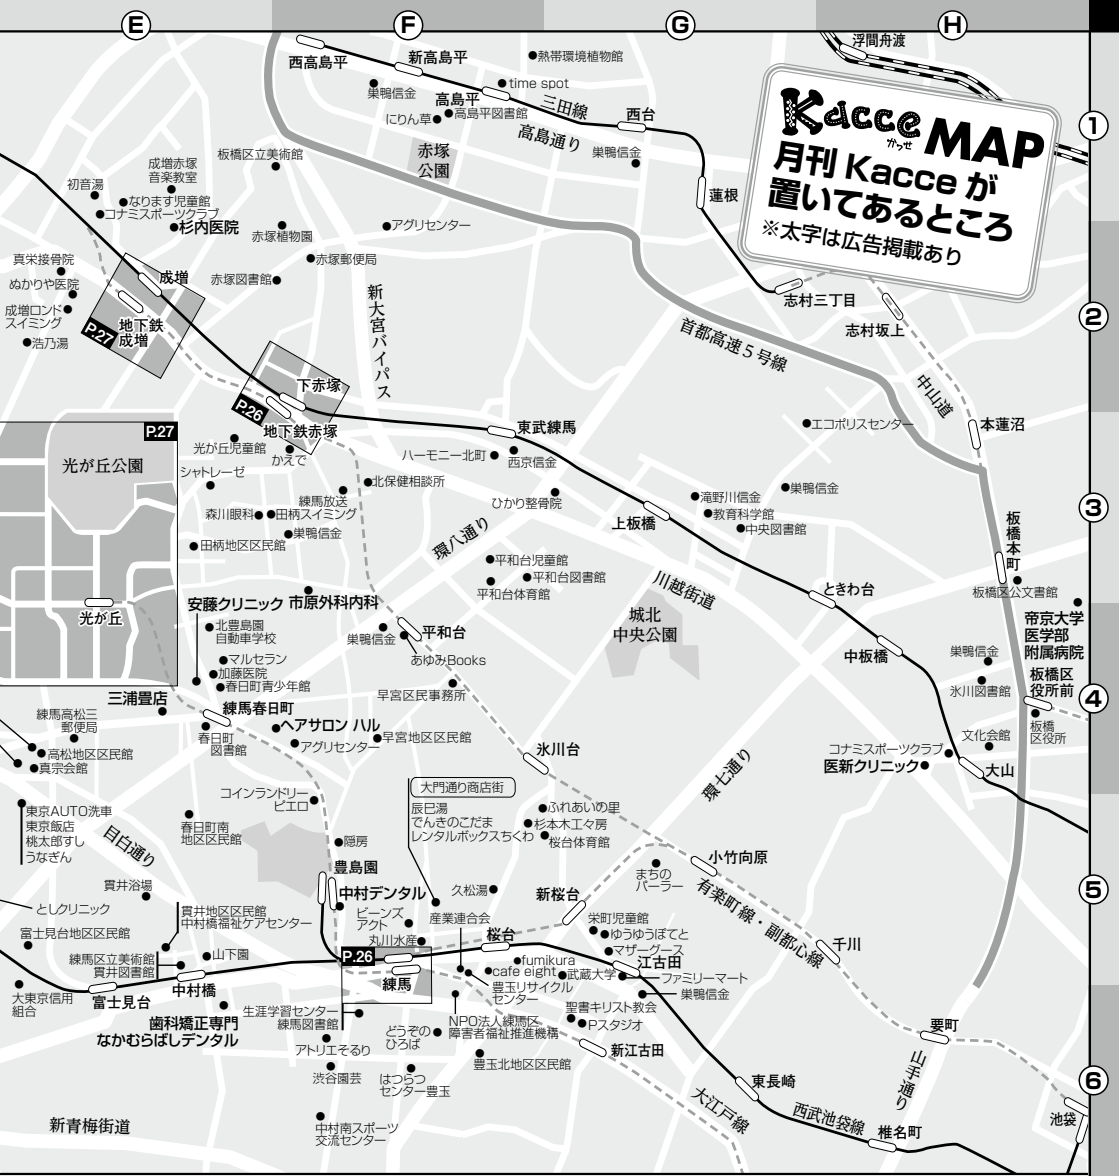 E
F
G
H
①
②
③
④
⑤
⑥
Kacce MAP
かっせ
月刊 Kacce が
置いてあるところ
※太字は広告掲載あり
浮間舟渡
西高島平
新高島平
熱帯環境植物館
巣鴨信金
time spot
高島平
高島平図書館
にりん草
三田線
高島通り
西台
巣鴨信金
蓮根
赤塚
公園
板橋区立美術館
成増赤塚
音楽教室
初音湯
なります児童館
コナミスポーツクラブ
杉内医院
赤塚植物園
アグリセンター
赤塚郵便局
赤塚図書館
真栄接骨院
ぬかりや医院
成増ロンド
スイミング
浩乃湯
成増
地下鉄
成増
P.27
新大宮バイパス
志村三丁目
志村坂上
首都高速5号線
中山道
本蓮沼
下赤塚
P.26
地下鉄赤塚
東武練馬
エコポリスセンター
光が丘児童館
かえで
ハーモニー北町
西京信金
P.27
光が丘公園
光が丘
シャトレーゼ
北保健相談所
練馬放送
森川眼科
田柄スイミング
巣鴨信金
田柄地区区民館
ひかり整骨院
環八通り
上板橋
滝野川信金
巣鴨信金
教育科学館
中央図書館
板橋本町
板橋区公文書館
平和台児童館
平和台図書館
平和台体育館
川越街道
ときわ台
城北
中央公園
帝京大学
医学部
附属病院
安藤クリニック
市原外科内科
北豊島園
自動車学校
巣鴨信金
平和台
あゆみBooks
マルセラン
加藤医院
春日町青少年館
早宮区民事務所
中板橋
巣鴨信金
氷川図書館
板橋区
役所前
板橋
区役所
文化会館
三浦畳店
練馬高松三
郵便局
高松地区区民館
真宗会館
練馬春日町
春日町
図書館
ヘアサロン ハル
アグリセンター
早宮地区区民館
氷川台
環七通り
コナミスポーツクラブ
医新クリニック
大山
コインランドリー
ピエロ
大門通り商店街
辰巳湯
でんきのこだま
レンタルボックスちくわ
ふれあいの里
杉本木工々房
桜台体育館
東京AUTO洗車
東京飯店
桃太郎すし
うなぎん
目白通り
春日町南
地区区民館
隠房
豊島園
中村デンタル
久松湯
まちの
パーラー
小竹向原
有楽町線・副都心線
千川
貫井浴場
としクリニック
富士見台地区区民館
貫井地区区民館
中村橋福祉ケアセンター
ビーンズ
アクト
産業連合会
丸川水産
新桜台
桜台
栄町児童館
ゆうゆうぽてと
マザーグース
江古田
練馬区立美術館
貫井図書館
山下園
P.26
練馬
fumikura
cafe eight
武蔵大学
ファミリーマート
豊玉リサイクル
センター
巣鴨信金
大東京信用
組合
富士見台
中村橋
歯科矯正専門
なかむらばしデンタル
生涯学習センター
練馬図書館
NPO法人練馬区
障害者福祉推進機構
聖書キリスト教会
Pスタジオ
要町
どうぞの
ひろば
アトリエそるり
豊玉北地区区民館
新江古田
渋谷園芸
はつらつ
センター豊玉
東長崎
山手通り
大江戸線
西武池袋線
椎名町
池袋
新青梅街道
中村南スポーツ
交流センター